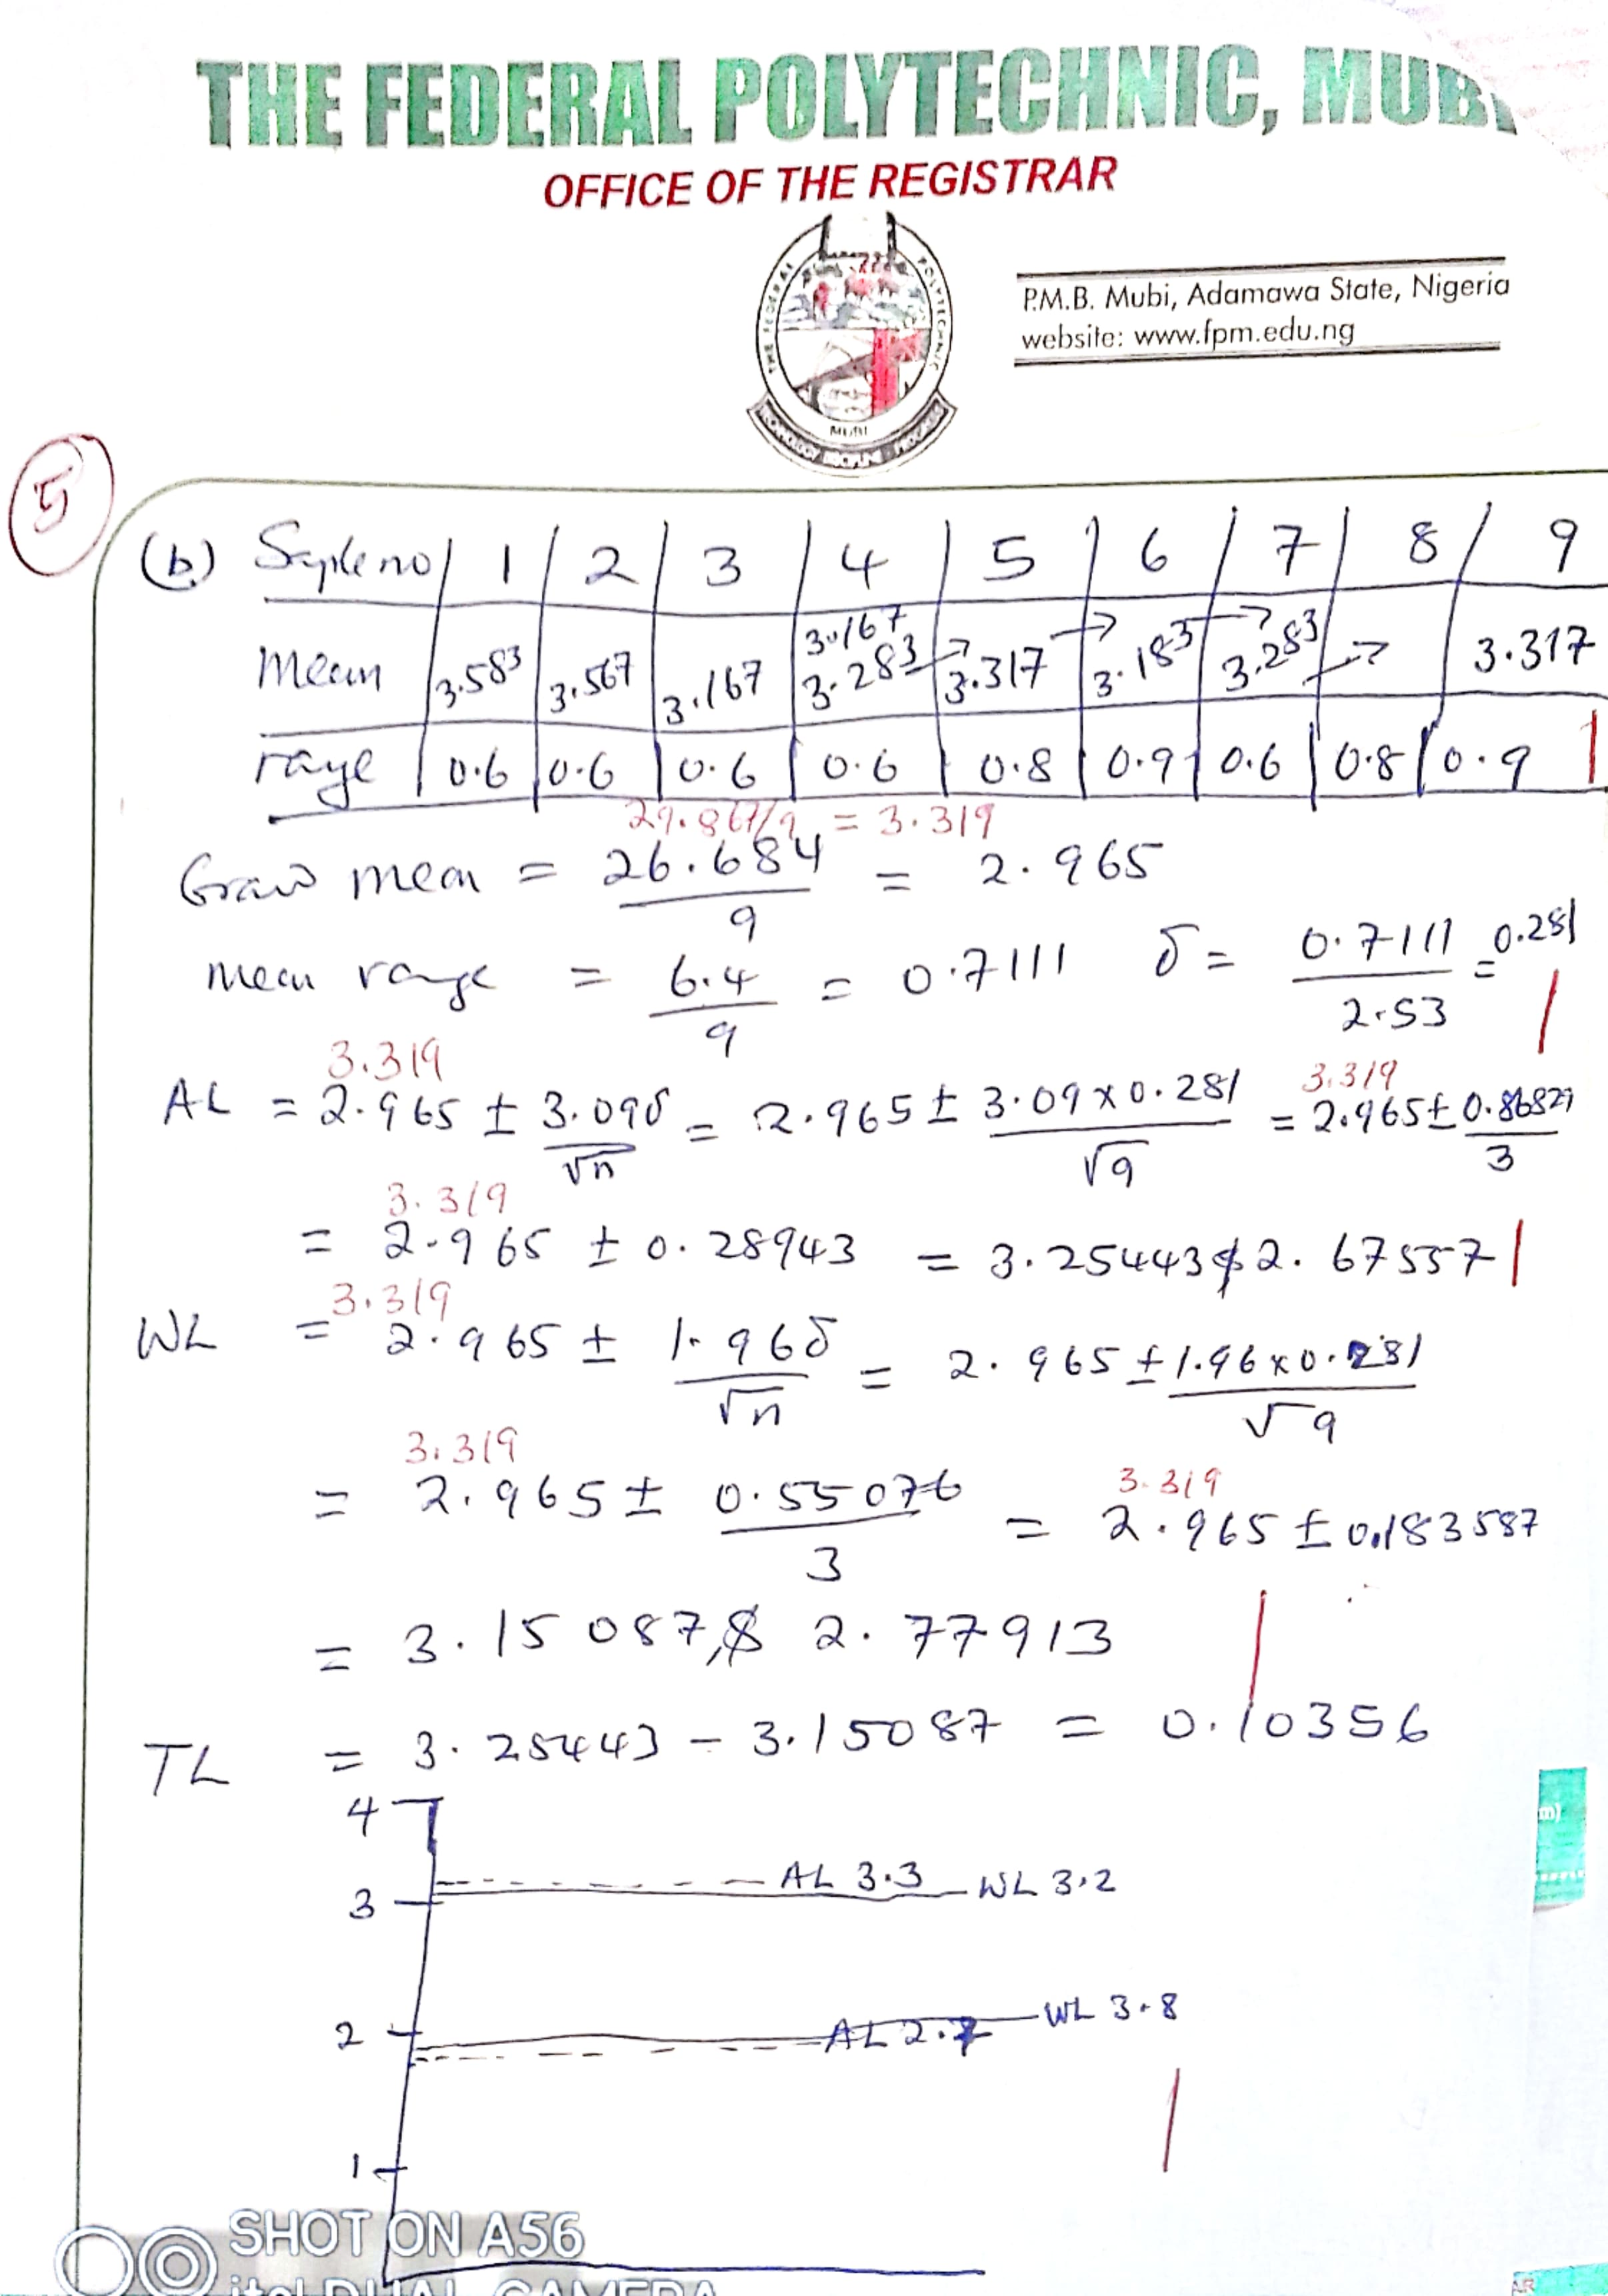 THE FEDERAL POLYTECHNIC, MUBI
OFFICE OF THE REGISTRAR
THE FEDERAL POLYTECHNIC
MUBI
P.M.B. Mubi, Adamawa State, Nigeria
website: www.fpm.edu.ng
5
(b) Sample no 1 2 3 4 5 6 7 8 9
3.167
Mean 3.583 3.567 3.167 3.283 → 3.317 → 3.183 → 3.283 → 3.317
range 0.6 0.6 0.6 0.6 0.8 0.9 0.6 0.8 0.9
29.867/9 = 3.319
Grand mean = 26.684/9 = 2.965
mean range = 6.4/9 = 0.7111 δ = 0.7111/2.53 = 0.281
3.319 3.319
AL = 2.965 ± 3.09δ/√n = 2.965 ± 3.09 x 0.281/√9 = 2.965 ± 0.86829/3
3.319
= 2.965 ± 0.28943 = 3.25443 & 2.67557
3.319
WL = 2.965 ± 1.96δ/√n = 2.965 ± 1.96 x 0.281/√9
3.319 3.319
= 2.965 ± 0.55076/3 = 2.965 ± 0.183587
= 3.15087, & 2.77913
TL = 3.25443 - 3.15087 = 0.10356
4
AL 3.3 WL 3.2
3
WL 3.8
2 AL 2.7
1
SHOT ON A56
itel DUAL CAMERA